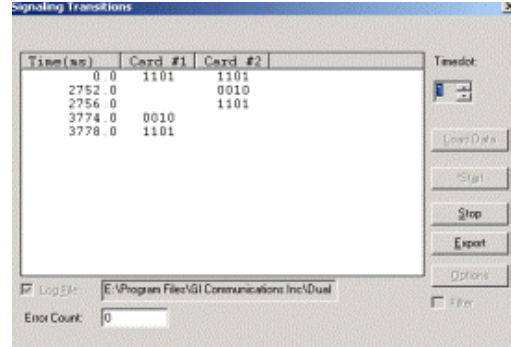 Signaling Transitions
Time(ms) Card #1 Card #2
0.0 1101 1101
2752.0 0010
2756.0 1101
3774.0 0010
3778.0 1101
Timeslot:
Load Data
Start
Stop
Export
Options
Filter
Log File: E:\Program Files\Gl Communications Inc\Dual
Error Count: 0